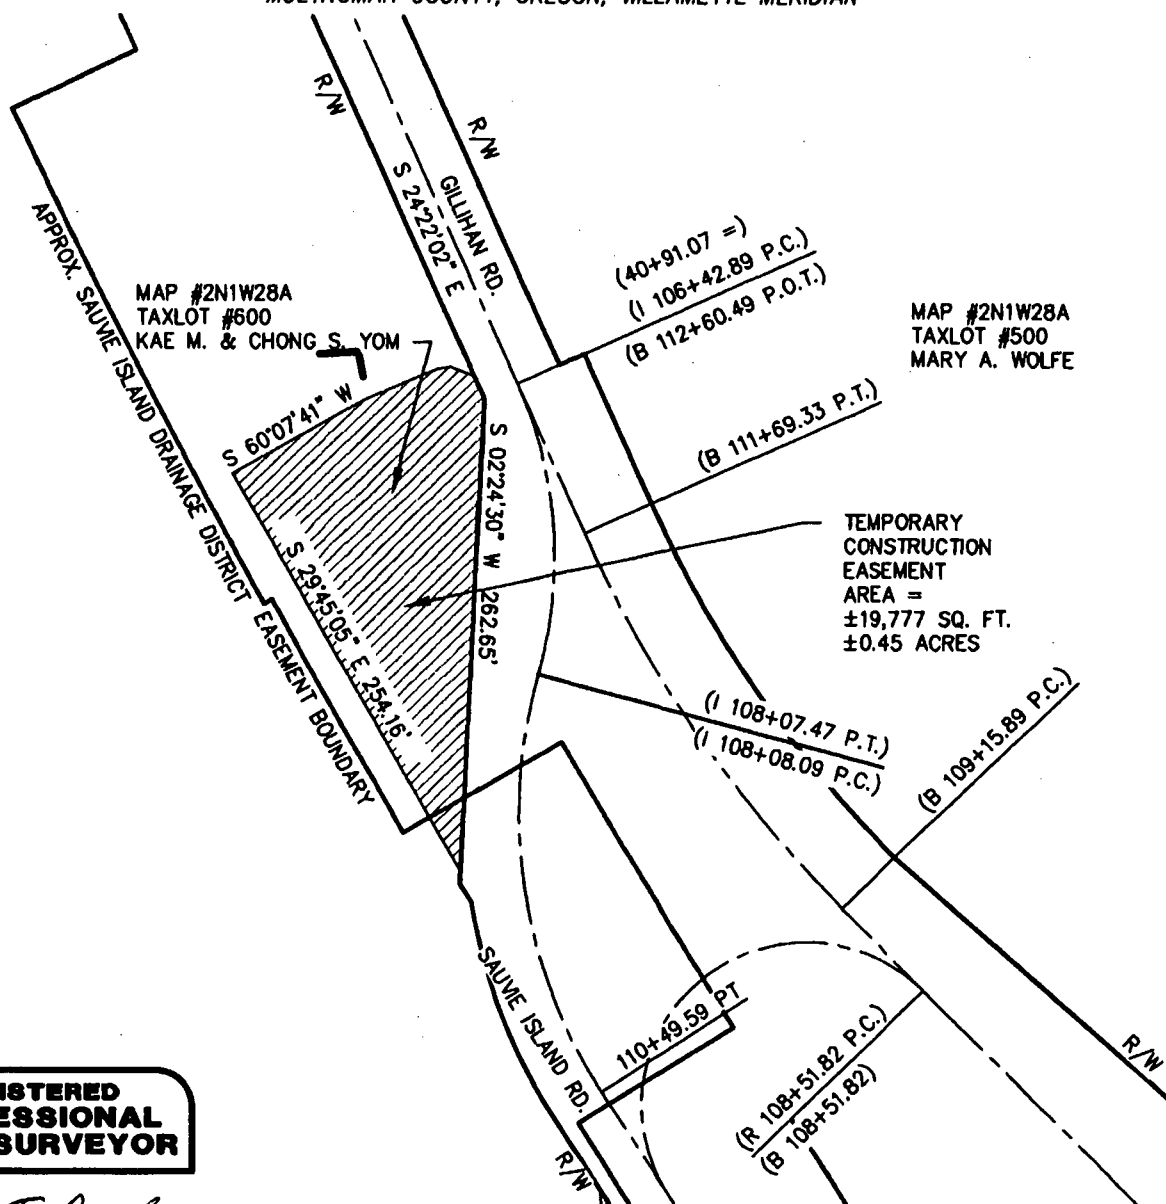 MULTNOMAH COUNTY, OREGON, WILLAMETTE MERIDIAN
R/W
R/W
GILLIHAN RD.
S 24°22'02" E
APPROX. SAUVIE ISLAND DRAINAGE DISTRICT EASEMENT BOUNDARY
MAP #2N1W28A
TAXLOT #600
KAE M. & CHONG S. YOM
(40+91.07 =)
(I 106+42.89 P.C.)
(B 112+60.49 P.O.T.)
MAP #2N1W28A
TAXLOT #500
MARY A. WOLFE
S 60°07'41" W
(B 111+69.33 P.T.)
S 02°24'30" W 262.65'
S 29°45'05" E 254.16'
TEMPORARY
CONSTRUCTION
EASEMENT
AREA =
±19,777 SQ. FT.
±0.45 ACRES
(I 108+07.47 P.T.)
(I 108+08.09 P.C.)
(B 109+15.89 P.C.)
SAUVIE ISLAND RD.
110+49.59 PT
(R 108+51.82 P.C.)
(B 108+51.82)
R/W
R/W
ISTERED
ESSIONAL
SURVEYOR